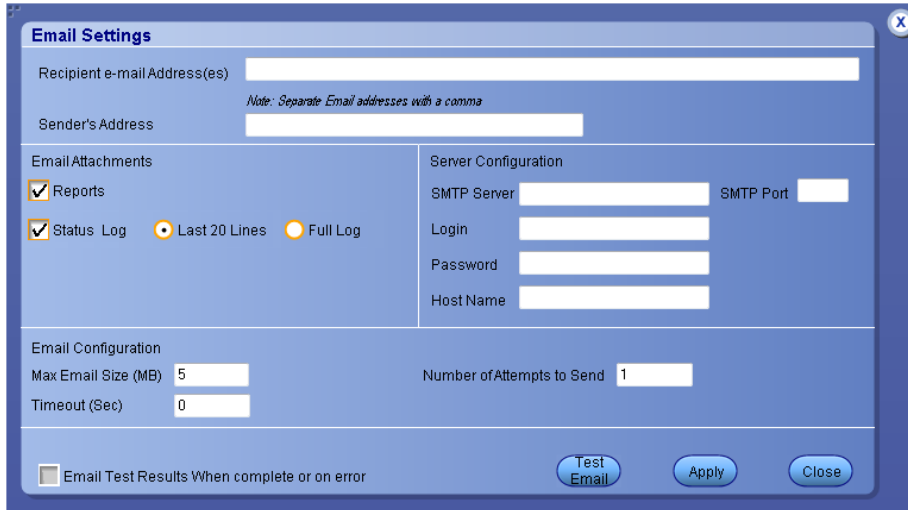 X
Email Settings
Recipient e-mail Address(es)
Note: Separate Email addresses with a comma
Sender's Address
Email Attachments
Reports
Status Log Last 20 Lines Full Log
Server Configuration
SMTP Server SMTP Port
Login
Password
Host Name
Email Configuration
Max Email Size (MB) 5 Number of Attempts to Send 1
Timeout (Sec) 0
Email Test Results When complete or on error
Test
Email
Apply
Close